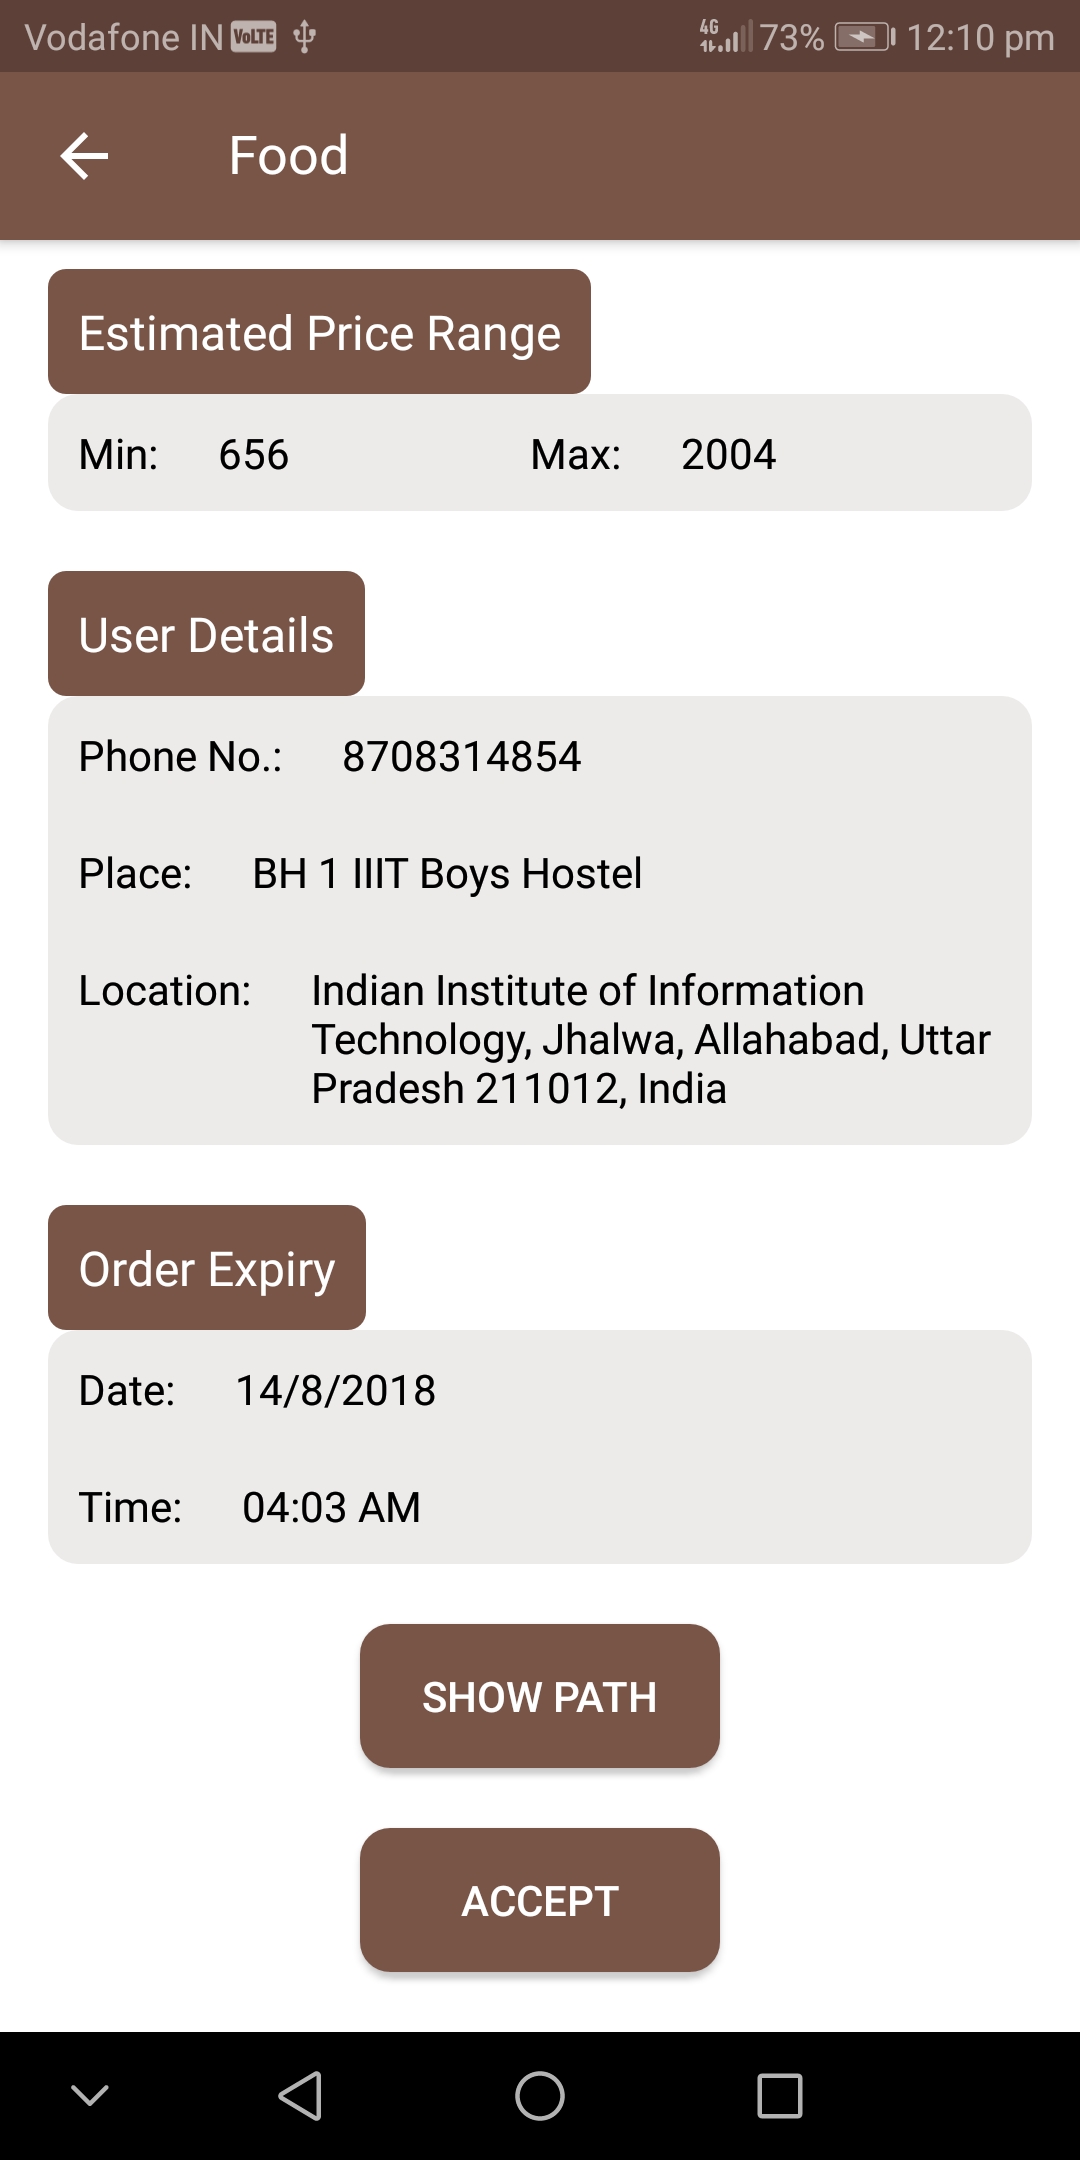 Vodafone IN VoLTE 4G 73% 12:10 pm
Food
Estimated Price Range
Min: 656 Max: 2004
User Details
Phone No.: 8708314854
Place: BH 1 IIIT Boys Hostel
Location: Indian Institute of Information
Technology, Jhalwa, Allahabad, Uttar
Pradesh 211012, India
Order Expiry
Date: 14/8/2018
Time: 04:03 AM
SHOW PATH
ACCEPT